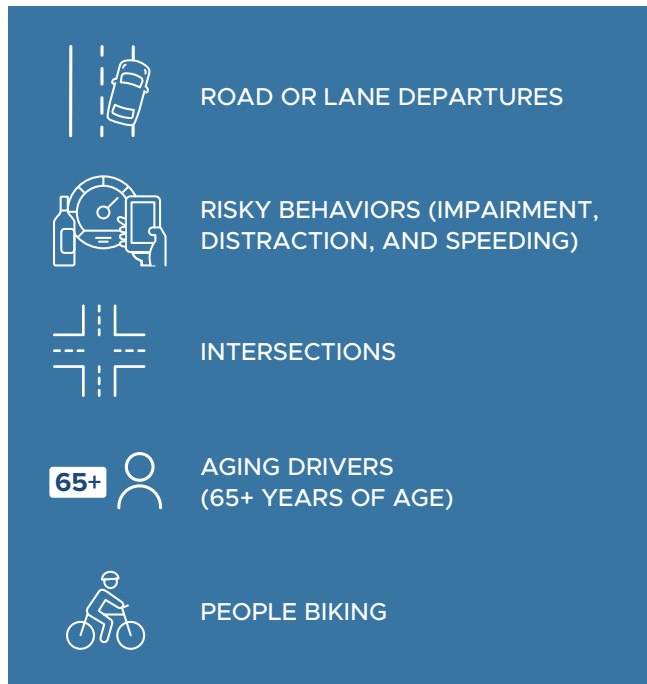 ROAD OR LANE DEPARTURES
RISKY BEHAVIORS (IMPAIRMENT,
DISTRACTION, AND SPEEDING)
INTERSECTIONS
65+
AGING DRIVERS
(65+ YEARS OF AGE)
PEOPLE BIKING